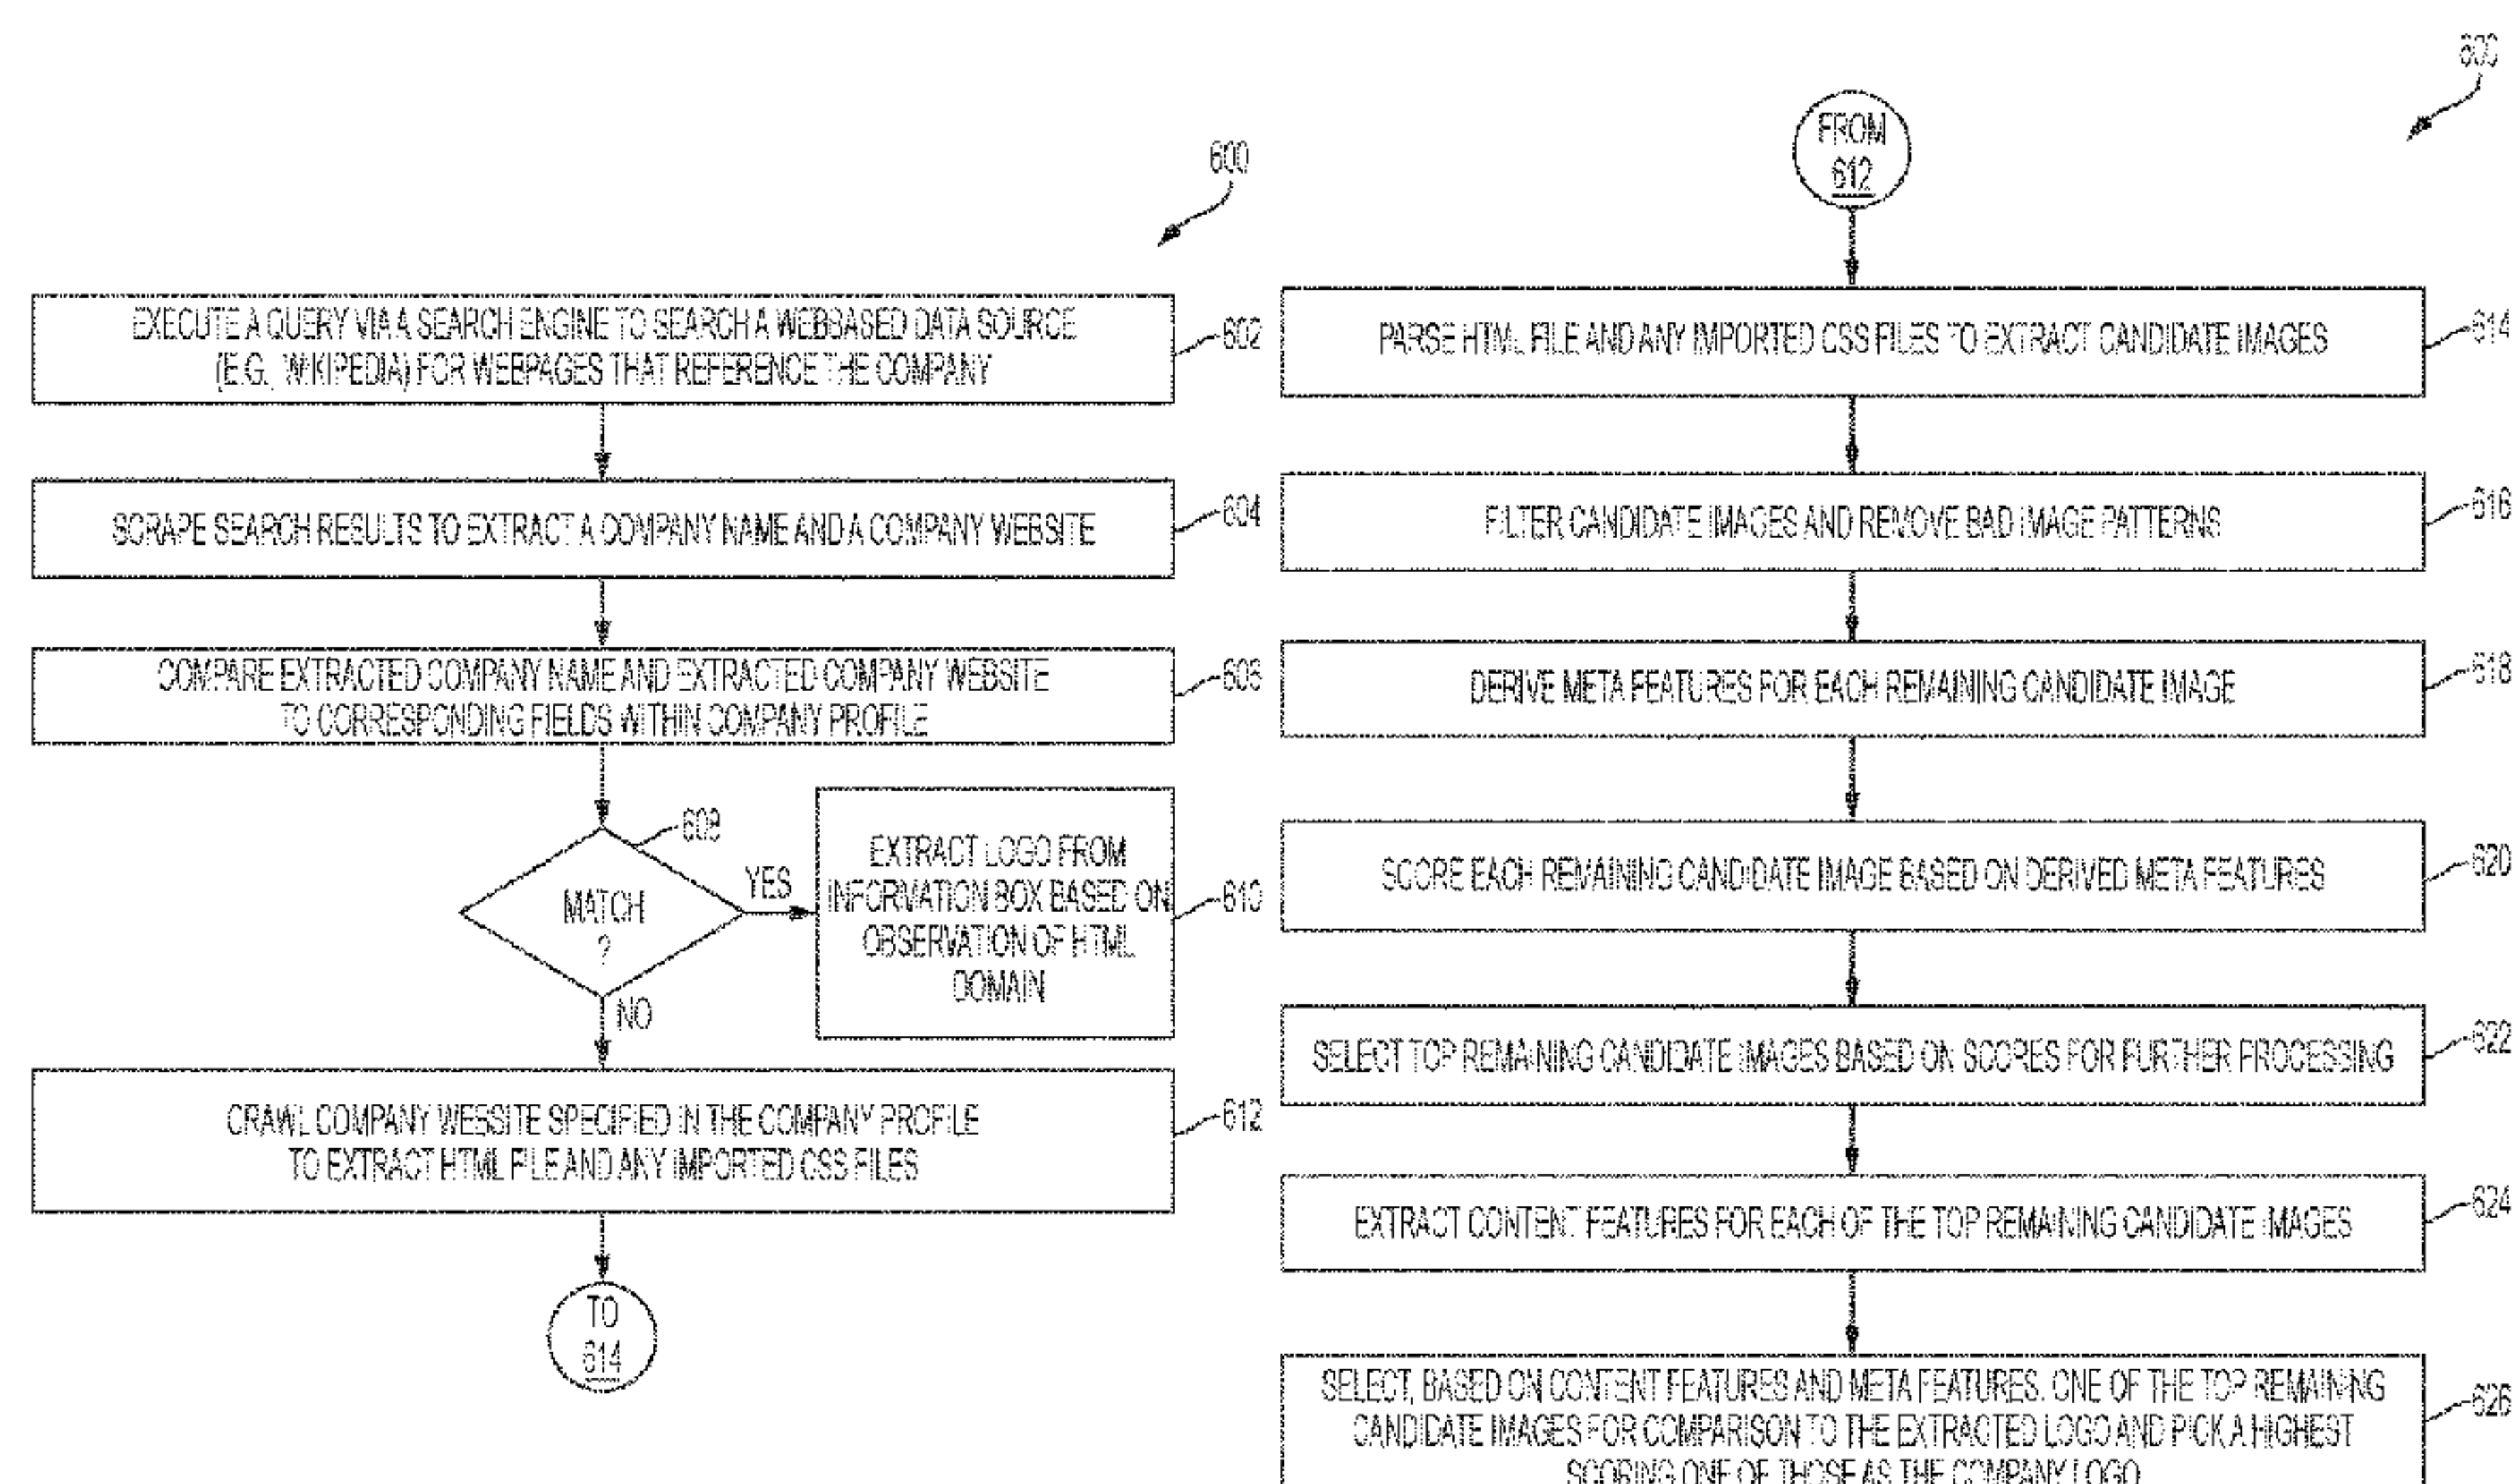 600
EXECUTE A QUERY VIA A SEARCH ENGINE TO SEARCH A WEBBASED DATA SOURCE
(E.G., WIKIPEDIA) FOR WEBPAGES THAT REFERENCE THE COMPANY
602
SCRAPE SEARCH RESULTS TO EXTRACT A COMPANY NAME AND A COMPANY WEBSITE
604
COMPARE EXTRACTED COMPANY NAME AND EXTRACTED COMPANY WEBSITE
TO CORRESPONDING FIELDS WITHIN COMPANY PROFILE
606
608
MATCH
?
YES
NO
EXTRACT LOGO FROM
INFORMATION BOX BASED ON
OBSERVATION OF HTML
DOMAIN
610
CRAWL COMPANY WEBSITE SPECIFIED IN THE COMPANY PROFILE
TO EXTRACT HTML FILE AND ANY IMPORTED CSS FILES
612
TO
614
600
FROM
612
PARSE HTML FILE AND ANY IMPORTED CSS FILES TO EXTRACT CANDIDATE IMAGES
614
FILTER CANDIDATE IMAGES AND REMOVE BAD IMAGE PATTERNS
616
DERIVE META FEATURES FOR EACH REMAINING CANDIDATE IMAGE
618
SCORE EACH REMAINING CANDIDATE IMAGE BASED ON DERIVED META FEATURES
620
SELECT TOP REMAINING CANDIDATE IMAGES BASED ON SCORES FOR FURTHER PROCESSING
622
EXTRACT CONTENT FEATURES FOR EACH OF THE TOP REMAINING CANDIDATE IMAGES
624
SELECT, BASED ON CONTENT FEATURES AND META FEATURES, ONE OF THE TOP REMAINING
CANDIDATE IMAGES FOR COMPARISON TO THE EXTRACTED LOGO AND PICK A HIGHEST
SCORING ONE OF THOSE AS THE COMPANY LOGO
626